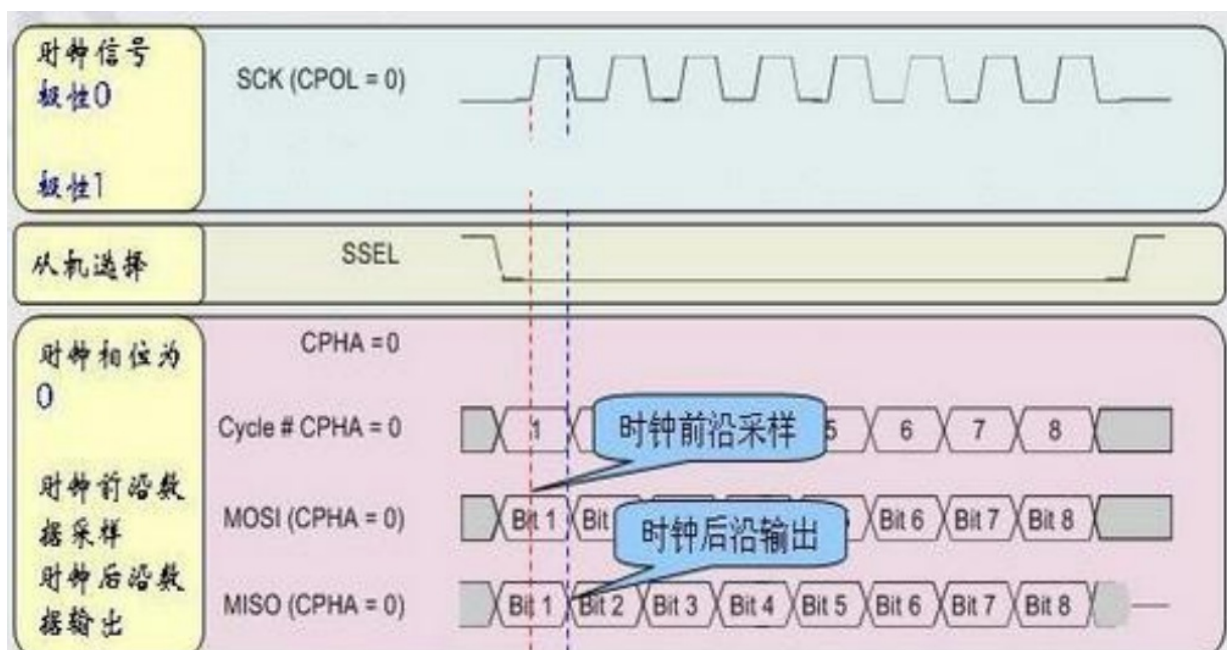 时钟信号
极性0
SCK (CPOL = 0)
极性1
从机选择
SSEL
时钟相位为
0
CPHA = 0
Cycle # CPHA = 0
1
5 6 7 8
时钟前沿采样
时钟前沿数
据采样
时钟后沿数
据输出
MOSI (CPHA = 0)
Bit 1 Bit Bit 6 Bit 7 Bit 8
时钟后沿输出
MISO (CPHA = 0)
Bit 1 Bit 2 Bit 3 Bit 4 Bit 5 Bit 6 Bit 7 Bit 8